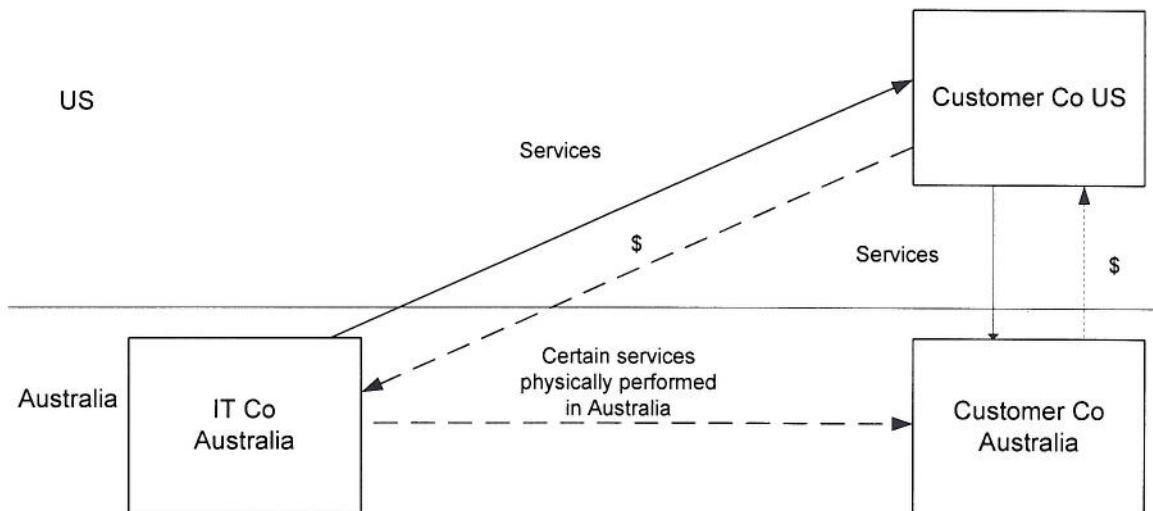 US
Customer Co US
Services
$
Services
$
Australia
IT Co
Australia
Certain services
physically performed
in Australia
Customer Co
Australia